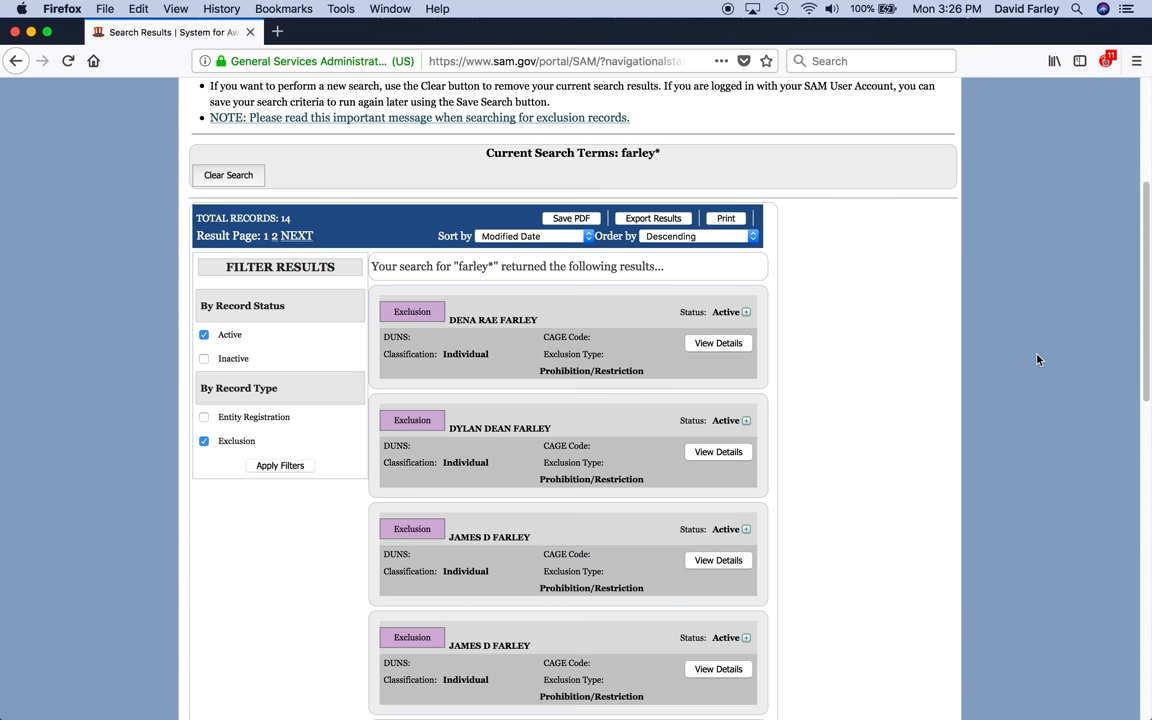 Firefox File Edit View History Bookmarks Tools Window Help 100% Mon 3:26 PM David Farley
Search Results | System for Aw
General Services Administrat... (US) https://www.sam.gov/portal/SAM/?navigationalsta Search 11
If you want to perform a new search, use the Clear button to remove your current search results. If you are logged in with your SAM User Account, you can
save your search criteria to run again later using the Save Search button.
NOTE: Please read this important message when searching for exclusion records.
Current Search Terms: farley*
Clear Search
TOTAL RECORDS: 14 Save PDF Export Results Print
Result Page: 1 2 NEXT Sort by Modified Date Order by Descending
FILTER RESULTS
By Record Status
Active
Inactive
By Record Type
Entity Registration
Exclusion
Apply Filters
Your search for "farley*" returned the following results...
Exclusion DENA RAE FARLEY Status: Active
DUNS: CAGE Code: View Details
Classification: Individual Exclusion Type:
Prohibition/Restriction
Exclusion DYLAN DEAN FARLEY Status: Active
DUNS: CAGE Code: View Details
Classification: Individual Exclusion Type:
Prohibition/Restriction
Exclusion JAMES D FARLEY Status: Active
DUNS: CAGE Code: View Details
Classification: Individual Exclusion Type:
Prohibition/Restriction
Exclusion JAMES D FARLEY Status: Active
DUNS: CAGE Code: View Details
Classification: Individual Exclusion Type:
Prohibition/Restriction